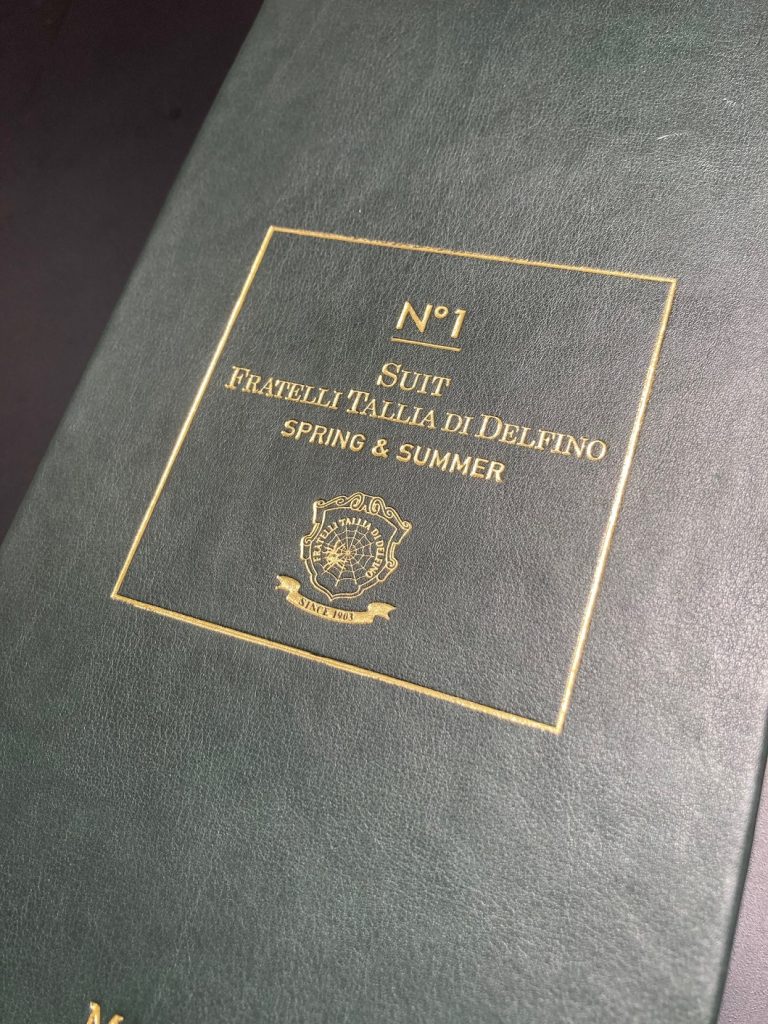 N°1
SUIT
FRATELLI TALLIA DI DELFINO
SPRING & SUMMER
FRATELLI TALLIA DI DELFINO
SINCE 1903